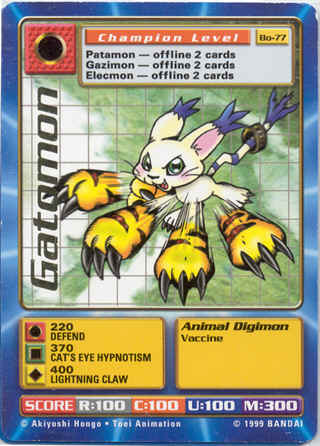 Champion Level
Bo-77
Patamon — offline 2 cards
Gazimon — offline 2 cards
Elecmon — offline 2 cards
Gatomon
220
DEFEND
370
CAT'S EYE HYPNOTISM
400
LIGHTNING CLAW
Animal Digimon
Vaccine
SCORE R:100 C:100 U:100 M:300
© Akiyoshi Hongo • Toei Animation © 1999 BANDAI